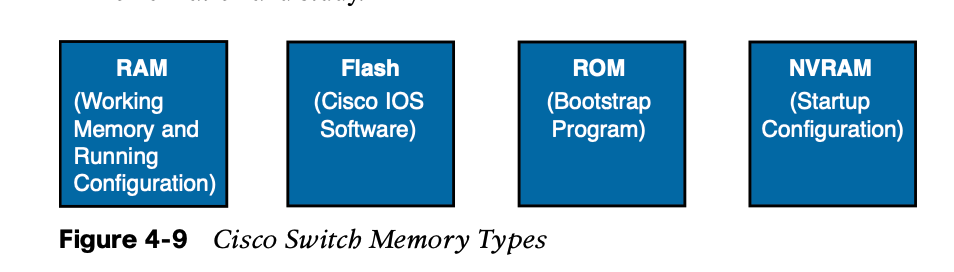 RAM
(Working
Memory and
Running
Configuration)
Flash
(Cisco IOS
Software)
ROM
(Bootstrap
Program)
NVRAM
(Startup
Configuration)
Figure 4-9 Cisco Switch Memory Types